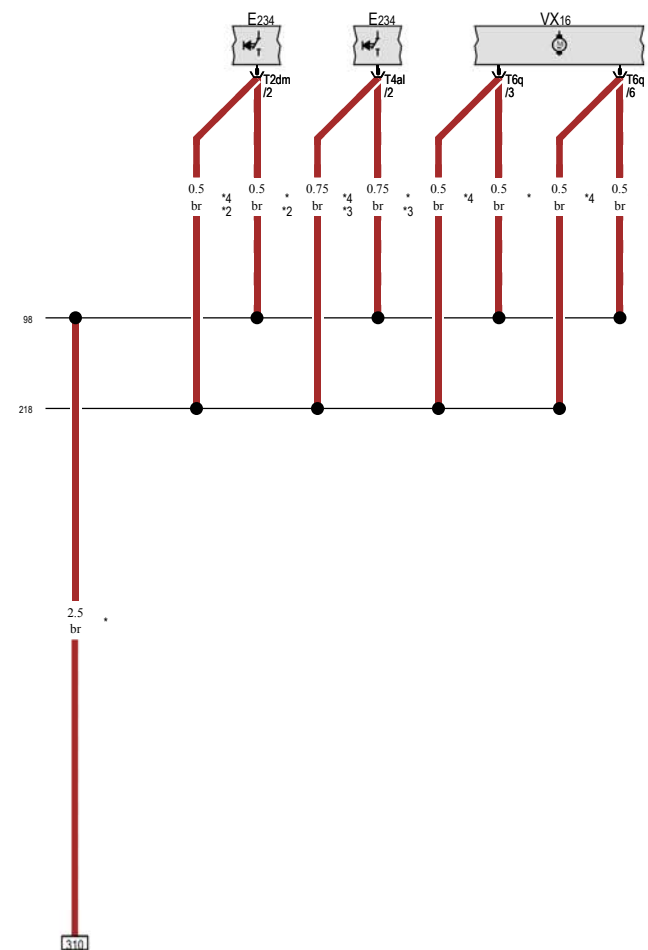 E234 E234 VX16
T2dm T4al T6q T6q
/2 /2 /3 /6
0.5 0.5 0.75 0.75 0.5 0.5 0.5 0.5
*4 * *4 * *4 * *4
br br br br br br br br
*2 *2 *3 *3
98
218
2.5
*
br
310